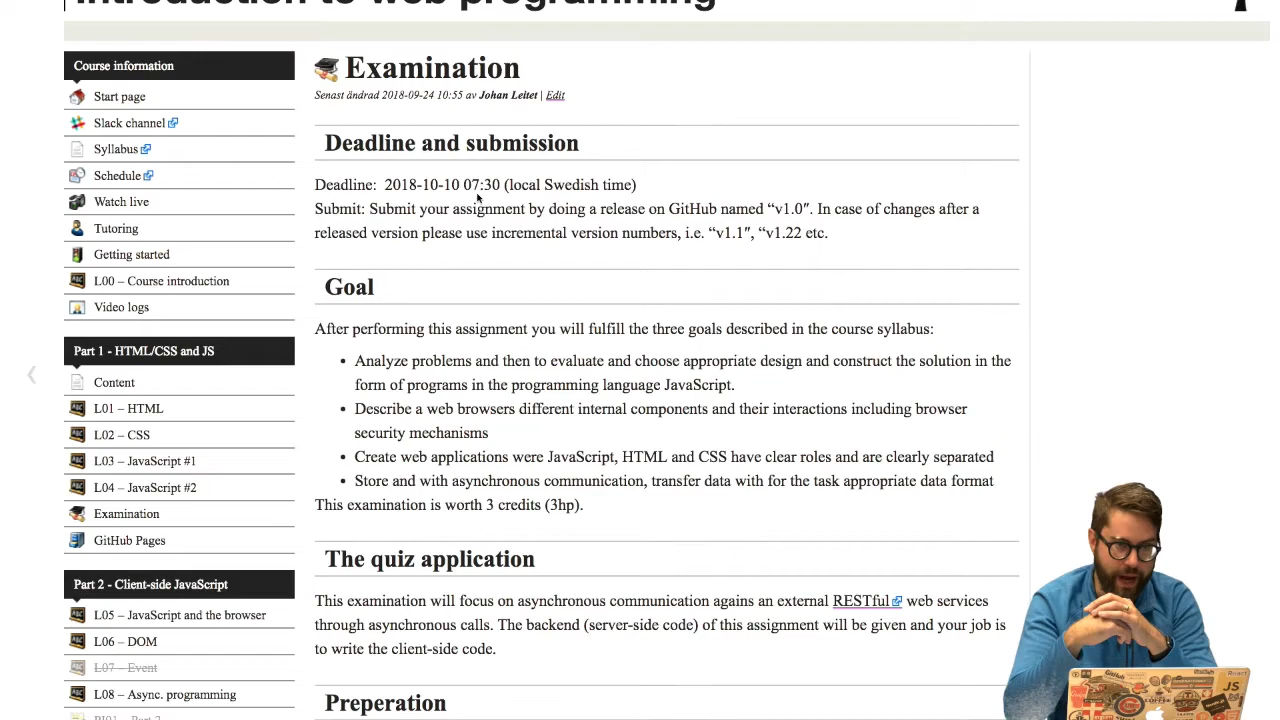 Introduction to web programming
Course information
Start page
Slack channel
Syllabus
Schedule
Watch live
Tutoring
Getting started
L00 – Course introduction
Video logs
Part 1 - HTML/CSS and JS
Content
L01 – HTML
L02 – CSS
L03 – JavaScript #1
L04 – JavaScript #2
Examination
GitHub Pages
Part 2 - Client-side JavaScript
L05 – JavaScript and the browser
L06 – DOM
L07 – Event
L08 – Async. programming
Examination
Senast ändrad 2018-09-24 10:55 av Johan Leitet | Edit
Deadline and submission
Deadline:  2018-10-10 07:30 (local Swedish time)
Submit: Submit your assignment by doing a release on GitHub named “v1.0″. In case of changes after a
released version please use incremental version numbers, i.e. “v1.1″, “v1.22 etc.
Goal
After performing this assignment you will fulfill the three goals described in the course syllabus:
• Analyze problems and then to evaluate and choose appropriate design and construct the solution in the
form of programs in the programming language JavaScript.
• Describe a web browsers different internal components and their interactions including browser
security mechanisms
• Create web applications were JavaScript, HTML and CSS have clear roles and are clearly separated
• Store and with asynchronous communication, transfer data with for the task appropriate data format
This examination is worth 3 credits (3hp).
The quiz application
This examination will focus on asynchronous communication agains an external RESTful web services
through asynchronous calls. The backend (server-side code) of this assignment will be given and your job is
to write the client-side code.
Preperation
GitHub
JS